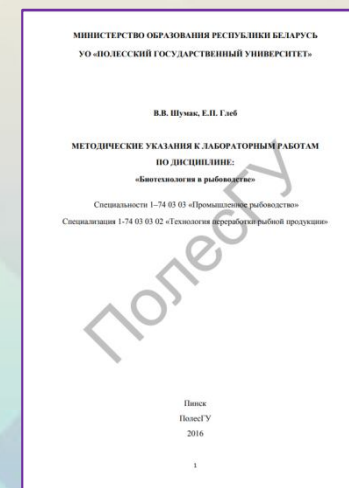 МИНИСТЕРСТВО ОБРАЗОВАНИЯ РЕСПУБЛИКИ БЕЛАРУСЬ
УО «ПОЛЕССКИЙ ГОСУДАРСТВЕННЫЙ УНИВЕРСИТЕТ»
В.В. Шумак, Е.П. Глеб
МЕТОДИЧЕСКИЕ УКАЗАНИЯ К ЛАБОРАТОРНЫМ РАБОТАМ
ПО ДИСЦИПЛИНЕ:
«Биотехнология в рыбоводстве»
Специальности 1–74 03 03 «Промышленное рыбоводство»
Специализация 1-74 03 03 02 «Технология переработки рыбной продукции»
ПолесГУ
Пинск
ПолесГУ
2016
1